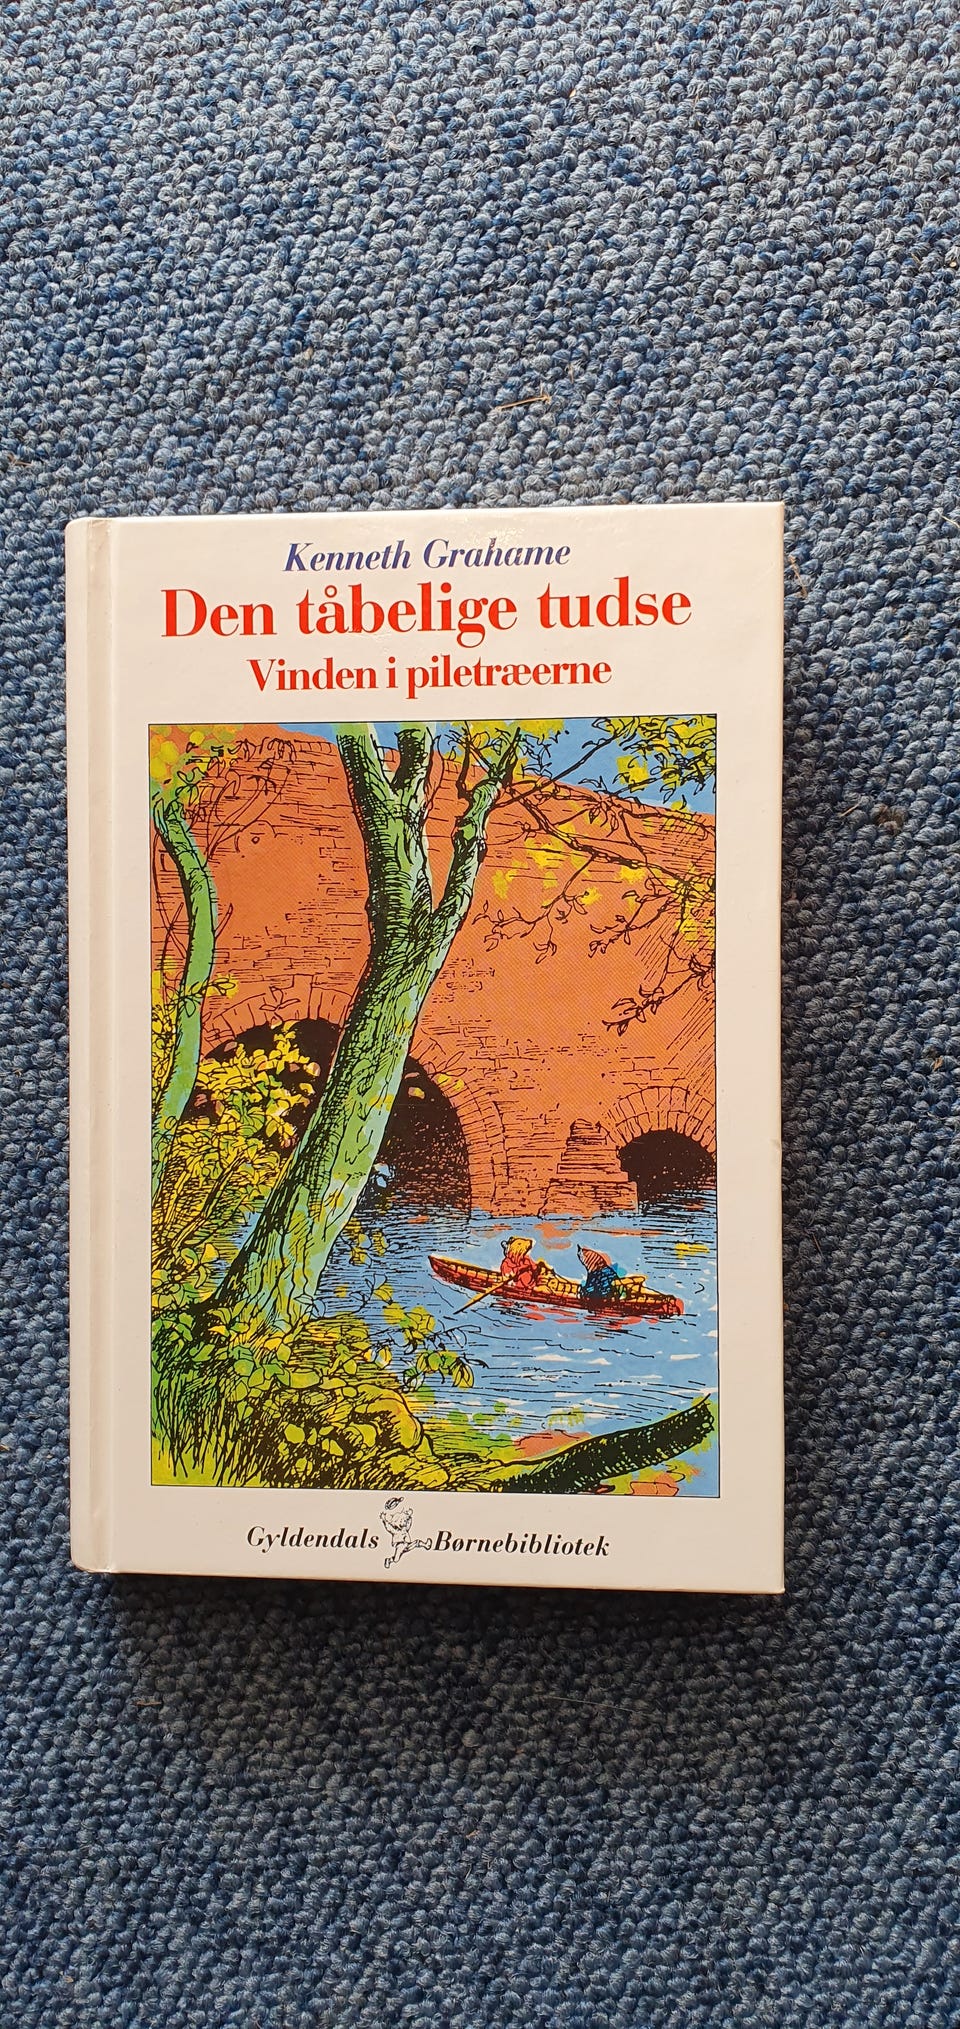 Kenneth Grahame
Den tåbelige tudse
Vinden i piletræerne
Gyldendals Børnebibliotek